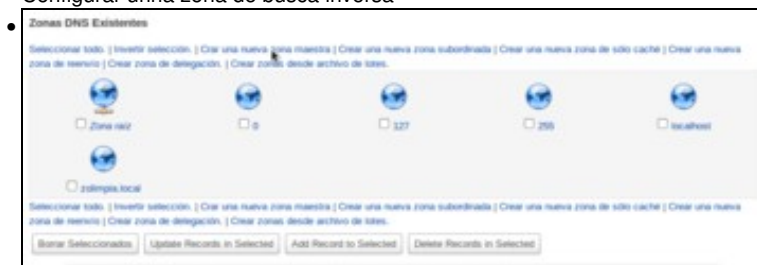 Configurar unha zona de busca inversa
Zonas DNS Existentes
Seleccionar todo. | Invertir selección. | Crar una nueva zona maestra | Crear una nueva zona subordinada | Crear una nueva zona de sólo caché | Crear una nueva
zona de reenvío | Crear zona de delegación. | Crear zonas desde archivo de lotes.
Zona raíz 0 127 255 localhost
zolimpia.local
Seleccionar todo. | Invertir selección. | Crar una nueva zona maestra | Crear una nueva zona subordinada | Crear una nueva zona de sólo caché | Crear una nueva
zona de reenvío | Crear zona de delegación. | Crear zonas desde archivo de lotes.
Borrar Seleccionados Update Records in Selected Add Record to Selected Delete Records in Selected